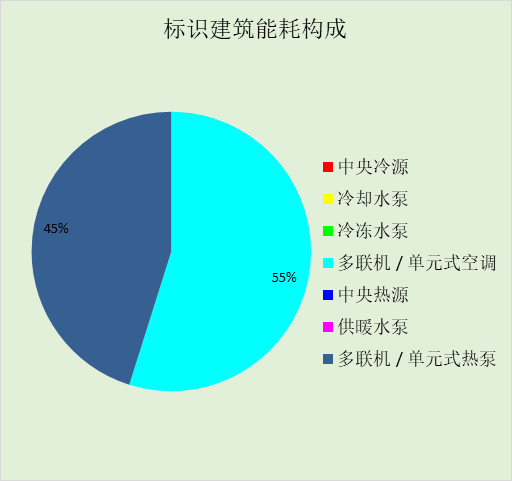 标识建筑能耗构成
45%
55%
中央冷源
冷却水泵
冷冻水泵
多联机 / 单元式空调
中央热源
供暖水泵
多联机 / 单元式热泵